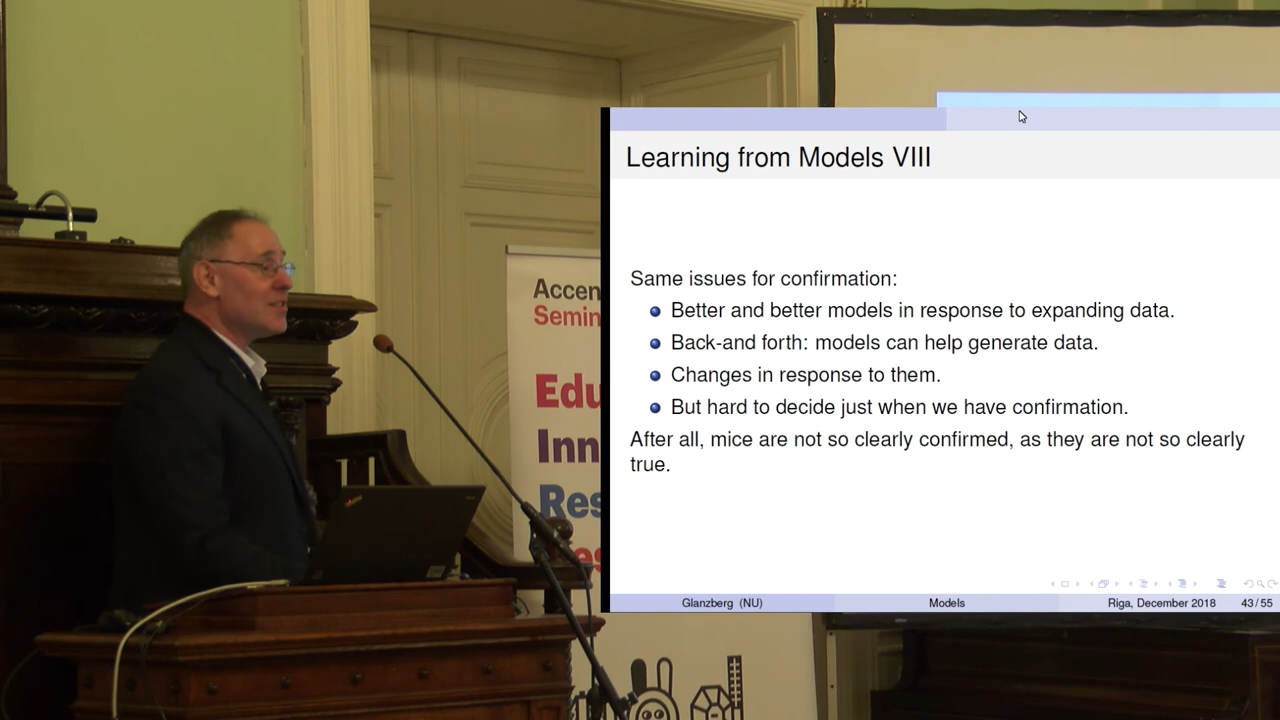 Learning from Models VIII
Same issues for confirmation:
Better and better models in response to expanding data.
Back-and forth: models can help generate data.
Changes in response to them.
But hard to decide just when we have confirmation.
After all, mice are not so clearly confirmed, as they are not so clearly
true.
Glanzberg (NU) Models Riga, December 2018 43 / 55
Accen
Semin
Edu
Inn
Res
es